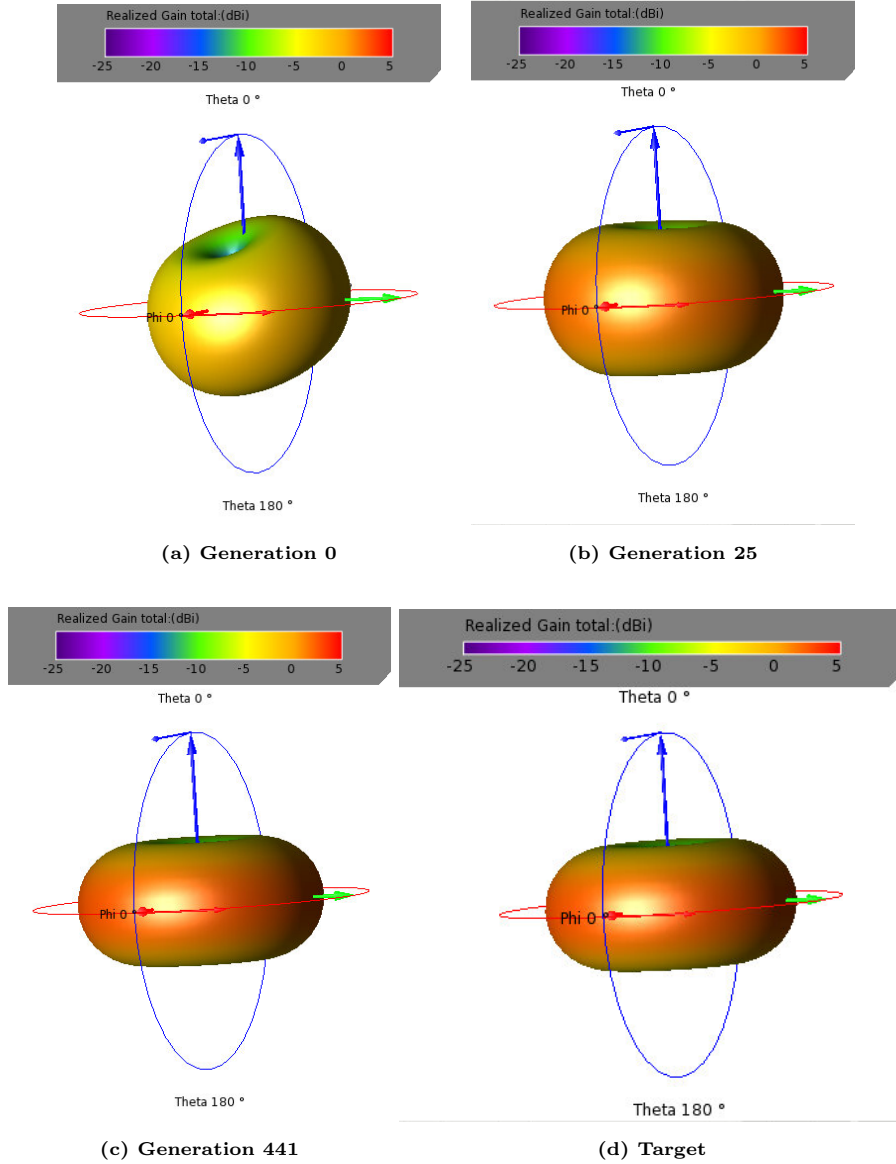 Realized Gain total:(dBi)
-25 -20 -15 -10 -5 0 5
Theta 0 °
Phi 0
Theta 180 °
(a) Generation 0
Realized Gain total:(dBi)
-25 -20 -15 -10 -5 0 5
Theta 0 °
Phi 0
Theta 180 °
(b) Generation 25
Realized Gain total:(dBi)
-25 -20 -15 -10 -5 0 5
Theta 0 °
Phi 0
Theta 180 °
(c) Generation 441
Realized Gain total:(dBi)
-25 -20 -15 -10 -5 0 5
Theta 0 °
Phi 0
Theta 180 °
(d) Target